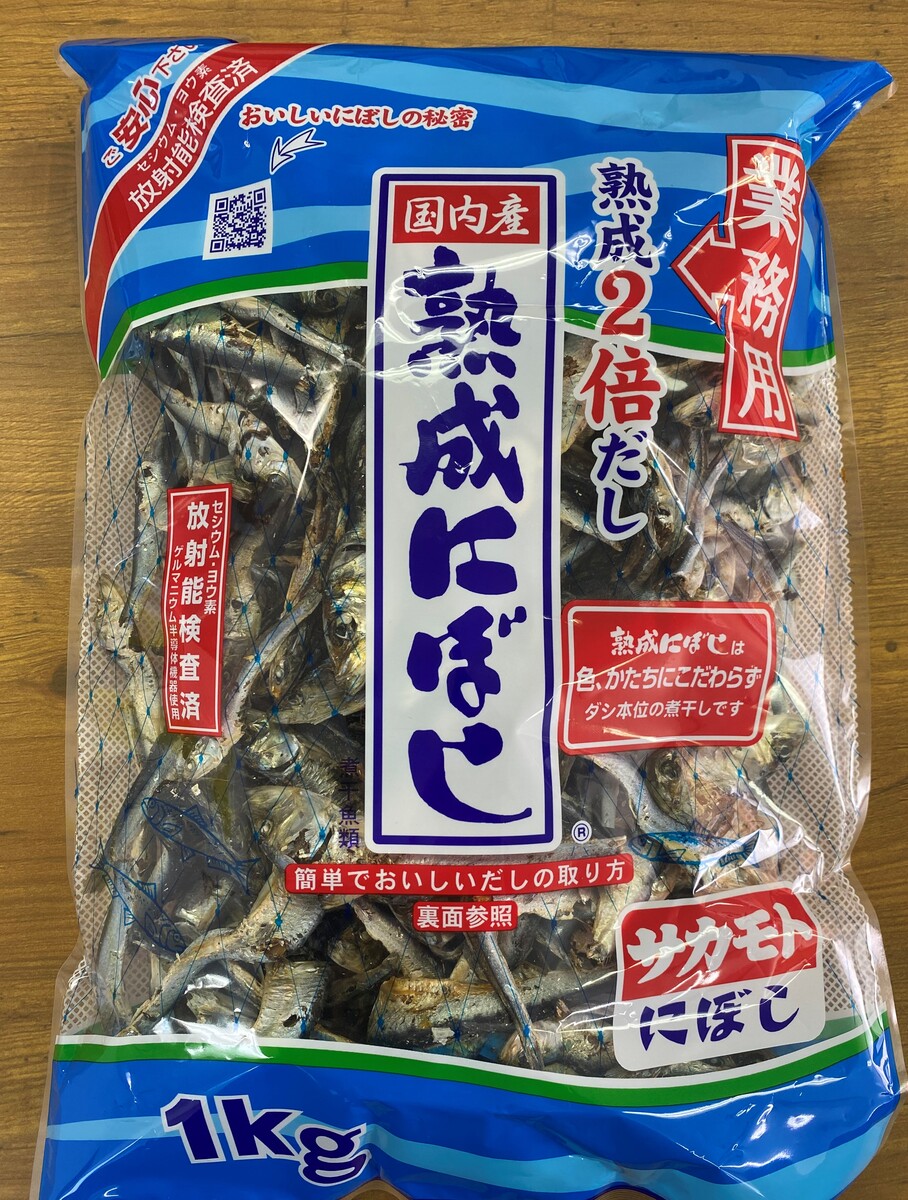 ご安心下さい
セシウム・ヨウ素
放射能検査済
おいしいにぼしの秘密
業務用
熟成2倍だし
国内産
熟成にぼし
®
セシウム・ヨウ素
放射能検査済
ゲルマニウム半導体機器使用
熟成にぼしは
色、かたちにこだわらず
ダシ本位の煮干しです
煮干魚類
簡単でおいしいだしの取り方
裏面参照
サカモト
にぼし
1kg